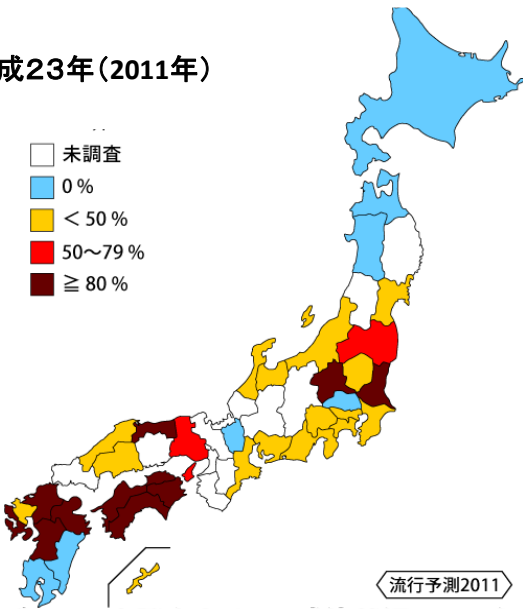 成23年（2011年）
未調査
0 %
＜ 50 %
50～79 %
≧ 80 %
流行予測2011